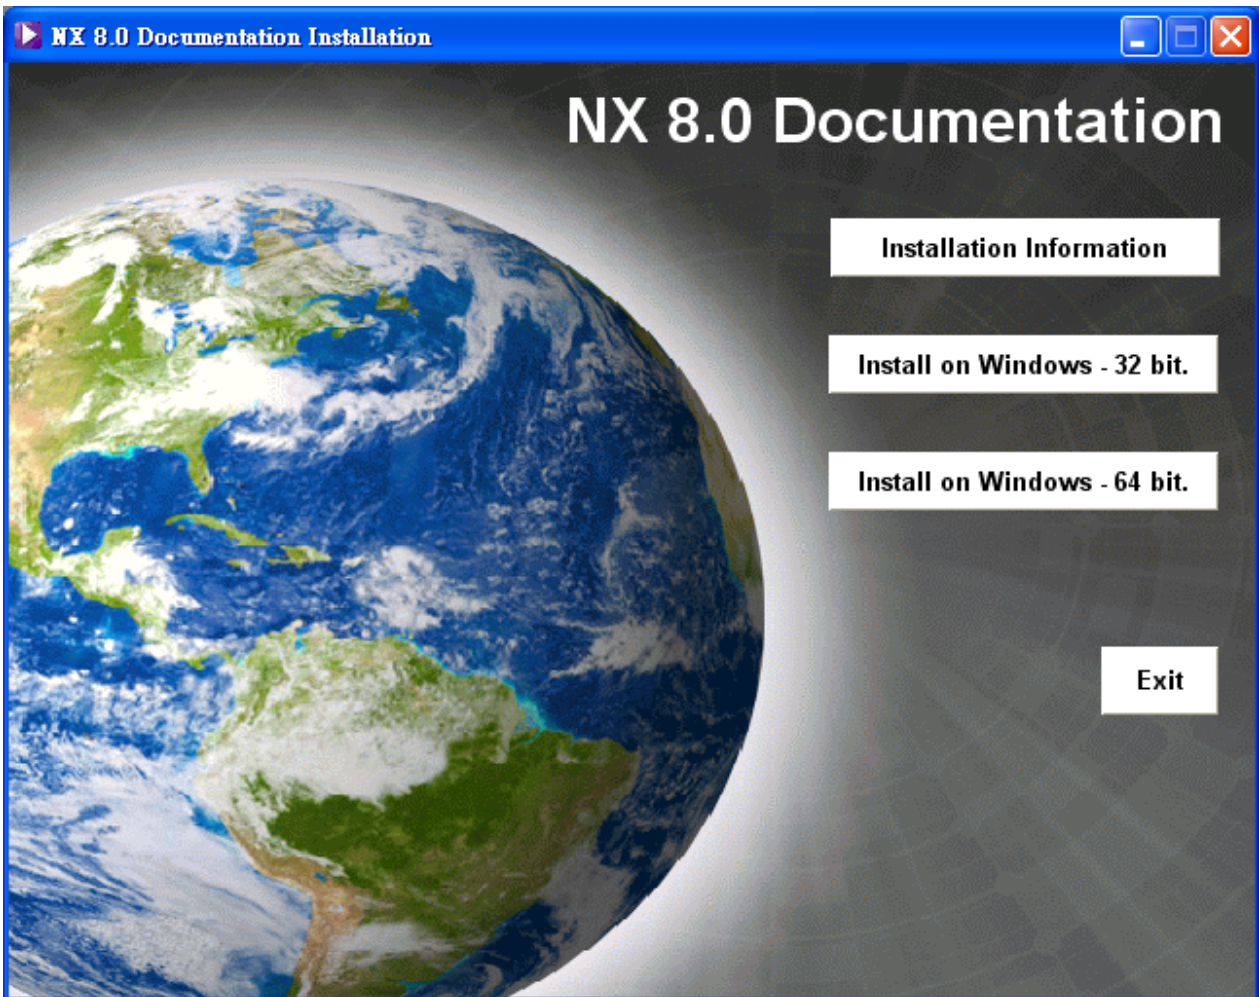 NX 8.0 Documentation Installation
NX 8.0 Documentation
Installation Information
Install on Windows - 32 bit.
Install on Windows - 64 bit.
Exit